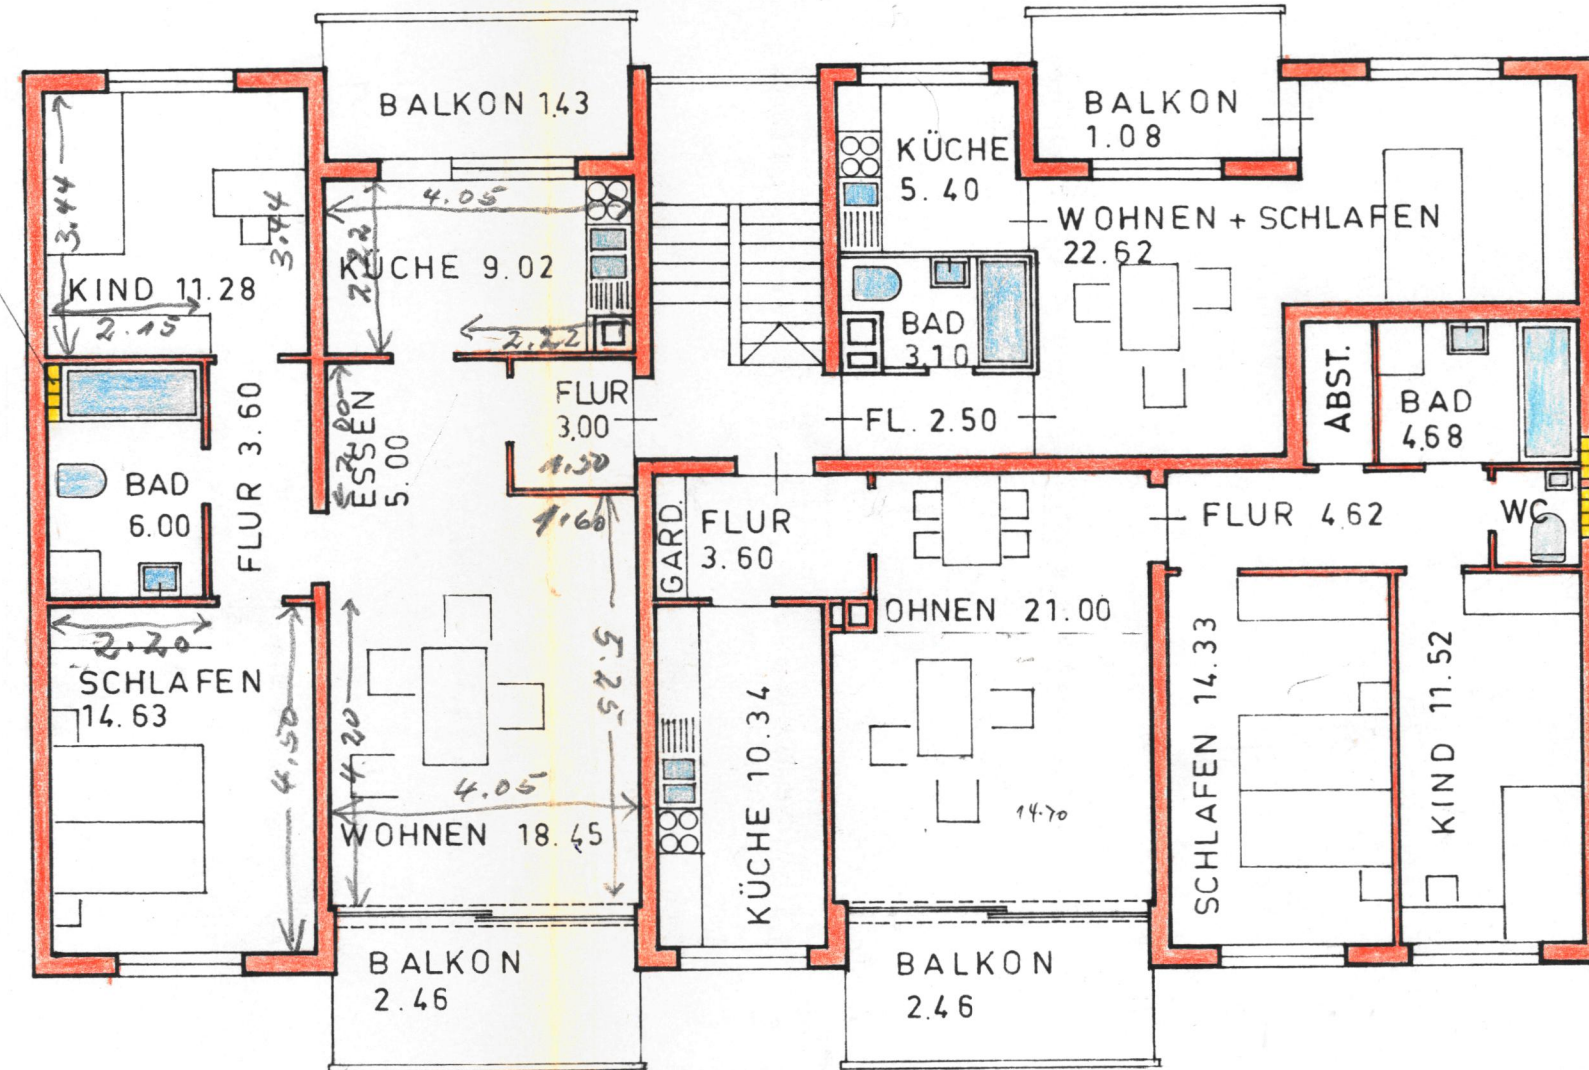 BALKON 1.43
BALKON
1.08
KÜCHE
5.40
WOHNEN + SCHLAFEN
22.62
4.05
3.44
3.44
2.22
KÜCHE 9.02
KIND 11.28
2.15
2.22
BAD
3.10
ABST.
BAD
4.68
FLUR
3.00
1.50
1.60
FL. 2.50
ESSEN
5.00
FLUR 3.60
BAD
6.00
GARD.
FLUR
3.60
FLUR 4.62
WC
2.20
SCHLAFEN
14.63
4.50
4.20
5.25
4.05
WOHNEN 18.45
OHNEN 21.00
14.70
KÜCHE 10.34
SCHLAFEN 14.33
KIND 11.52
BALKON
2.46
BALKON
2.46